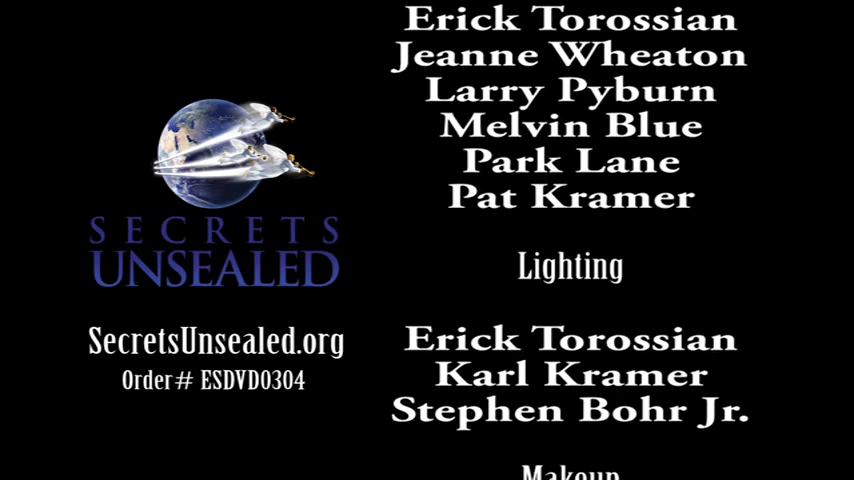 SECRETS
UNSEALED
SecretsUnsealed.org
Order# ESDVD0304
Erick Torossian
Jeanne Wheaton
Larry Pyburn
Melvin Blue
Park Lane
Pat Kramer
Lighting
Erick Torossian
Karl Kramer
Stephen Bohr Jr.
Makeup